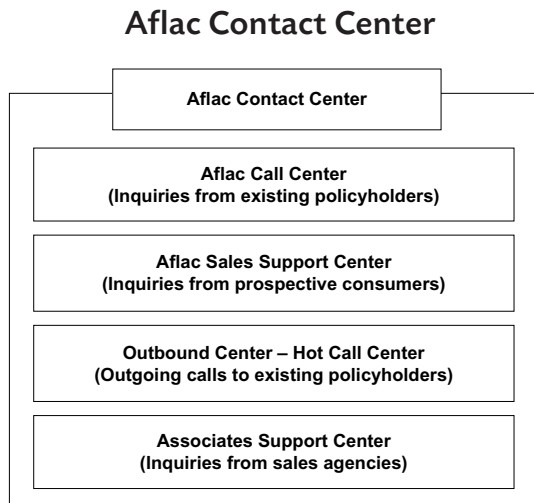 Aflac Contact Center
Aflac Contact Center
Aflac Call Center
(Inquiries from existing policyholders)
Aflac Sales Support Center
(Inquiries from prospective consumers)
Outbound Center – Hot Call Center
(Outgoing calls to existing policyholders)
Associates Support Center
(Inquiries from sales agencies)